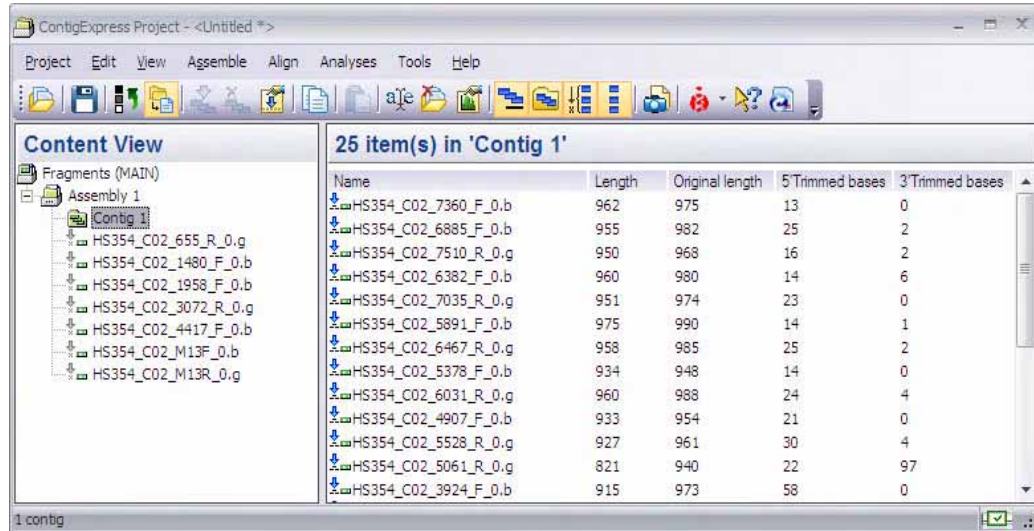 ContigExpress Project - <Untitled *>
Project Edit View Assemble Align Analyses Tools Help
Content View
Fragments (MAIN)
Assembly 1
Contig 1
HS354_C02_655_R_0.g
HS354_C02_1480_F_0.b
HS354_C02_1958_F_0.b
HS354_C02_3072_R_0.g
HS354_C02_4417_F_0.b
HS354_C02_M13F_0.b
HS354_C02_M13R_0.g
25 item(s) in 'Contig 1'
Name Length Original length 5'Trimmed bases 3'Trimmed bases
HS354_C02_7360_F_0.b 962 975 13 0
HS354_C02_6885_F_0.b 955 982 25 2
HS354_C02_7510_R_0.g 950 968 16 2
HS354_C02_6382_F_0.b 960 980 14 6
HS354_C02_7035_R_0.g 951 974 23 0
HS354_C02_5891_F_0.b 975 990 14 1
HS354_C02_6467_R_0.g 958 985 25 2
HS354_C02_5378_F_0.b 934 948 14 0
HS354_C02_6031_R_0.g 960 988 24 4
HS354_C02_4907_F_0.b 933 954 21 0
HS354_C02_5528_R_0.g 927 961 30 4
HS354_C02_5061_R_0.g 821 940 22 97
HS354_C02_3924_F_0.b 915 973 58 0
1 contig